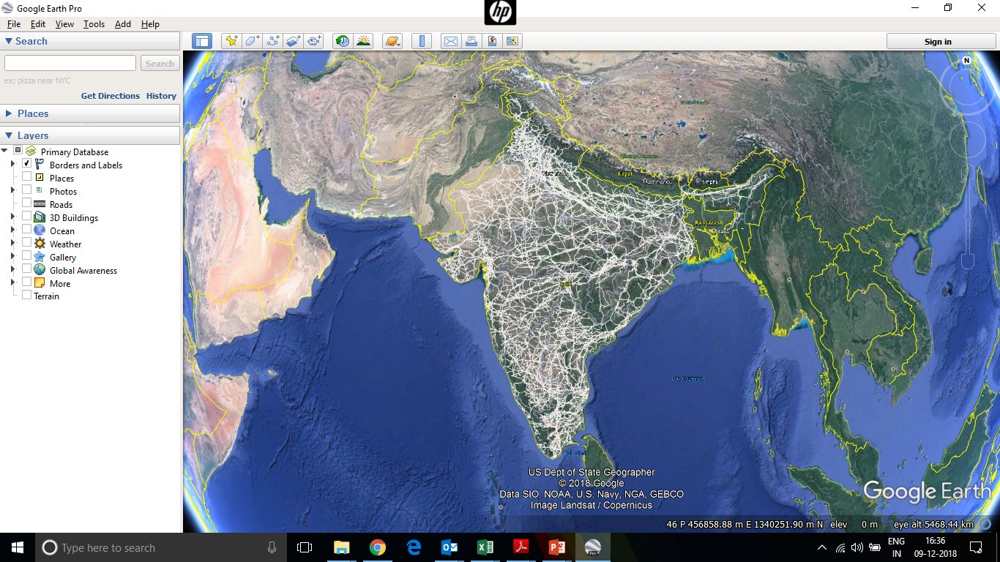 Google Earth Pro
hp
File Edit View Tools Add Help
Search
Sign in
Search
ex: pizza near NYC
Get Directions History
Places
Layers
Primary Database
Borders and Labels
Places
Photos
Roads
3D Buildings
Ocean
Weather
Gallery
Global Awareness
More
Terrain
N
Nepal
Kathmandu
Bangladesh
Dhaka
US Dept of State Geographer
© 2018 Google
Data SIO, NOAA, U.S. Navy, NGA, GEBCO
Image Landsat / Copernicus
Google Earth
46 P 456858.88 m E 1340251.90 m N elev 0 m eye alt 5468.44 km
Type here to search
Pro
ENG
IN
16:36
09-12-2018